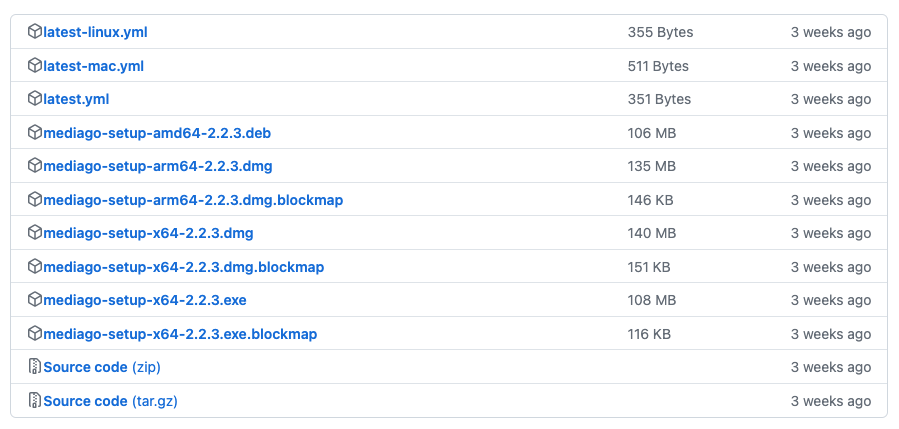 latest-linux.yml 355 Bytes 3 weeks ago
latest-mac.yml 511 Bytes 3 weeks ago
latest.yml 351 Bytes 3 weeks ago
mediago-setup-amd64-2.2.3.deb 106 MB 3 weeks ago
mediago-setup-arm64-2.2.3.dmg 135 MB 3 weeks ago
mediago-setup-arm64-2.2.3.dmg.blockmap 146 KB 3 weeks ago
mediago-setup-x64-2.2.3.dmg 140 MB 3 weeks ago
mediago-setup-x64-2.2.3.dmg.blockmap 151 KB 3 weeks ago
mediago-setup-x64-2.2.3.exe 108 MB 3 weeks ago
mediago-setup-x64-2.2.3.exe.blockmap 116 KB 3 weeks ago
Source code (zip) 3 weeks ago
Source code (tar.gz) 3 weeks ago